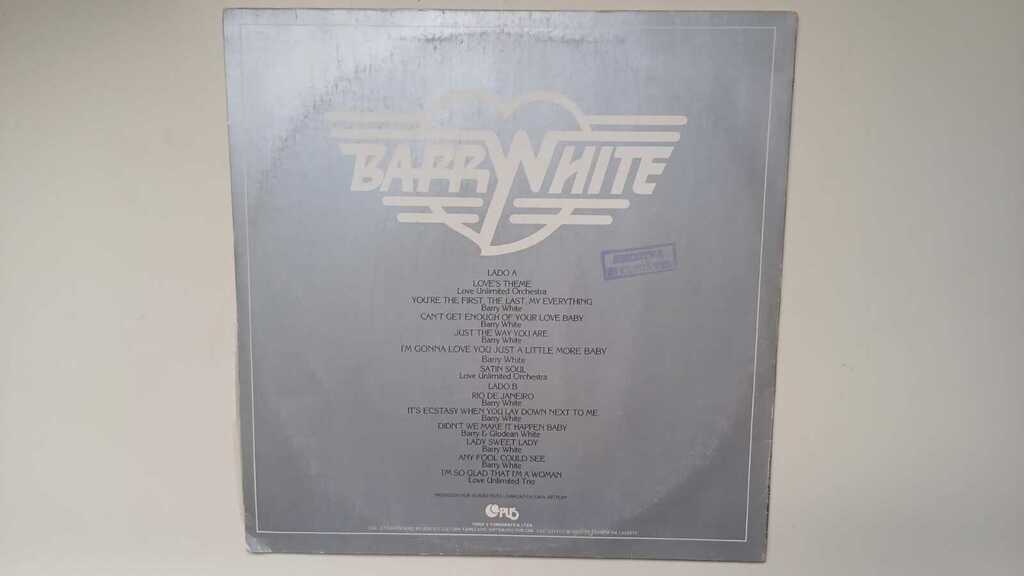 BARRY WHITE
LADO A
LOVE'S THEME
Love Unlimited Orchestra
YOU'RE THE FIRST, THE LAST, MY EVERYTHING
Barry White
CAN'T GET ENOUGH OF YOUR LOVE BABY
Barry White
JUST THE WAY YOU ARE
Barry White
I'M GONNA LOVE YOU JUST A LITTLE MORE BABY
Barry White
SATIN SOUL
Love Unlimited Orchestra
LADO B
RIO DE JANEIRO
Barry White
IT'S ECSTASY WHEN YOU LAY DOWN NEXT TO ME
Barry White
DIDN'T WE MAKE IT HAPPEN BABY
Barry & Glodean White
LADY SWEET LADY
Barry White
ANY FOOL COULD SEE
Barry White
I'M SO GLAD THAT I'M A WOMAN
Love Unlimited Trio
OPUS